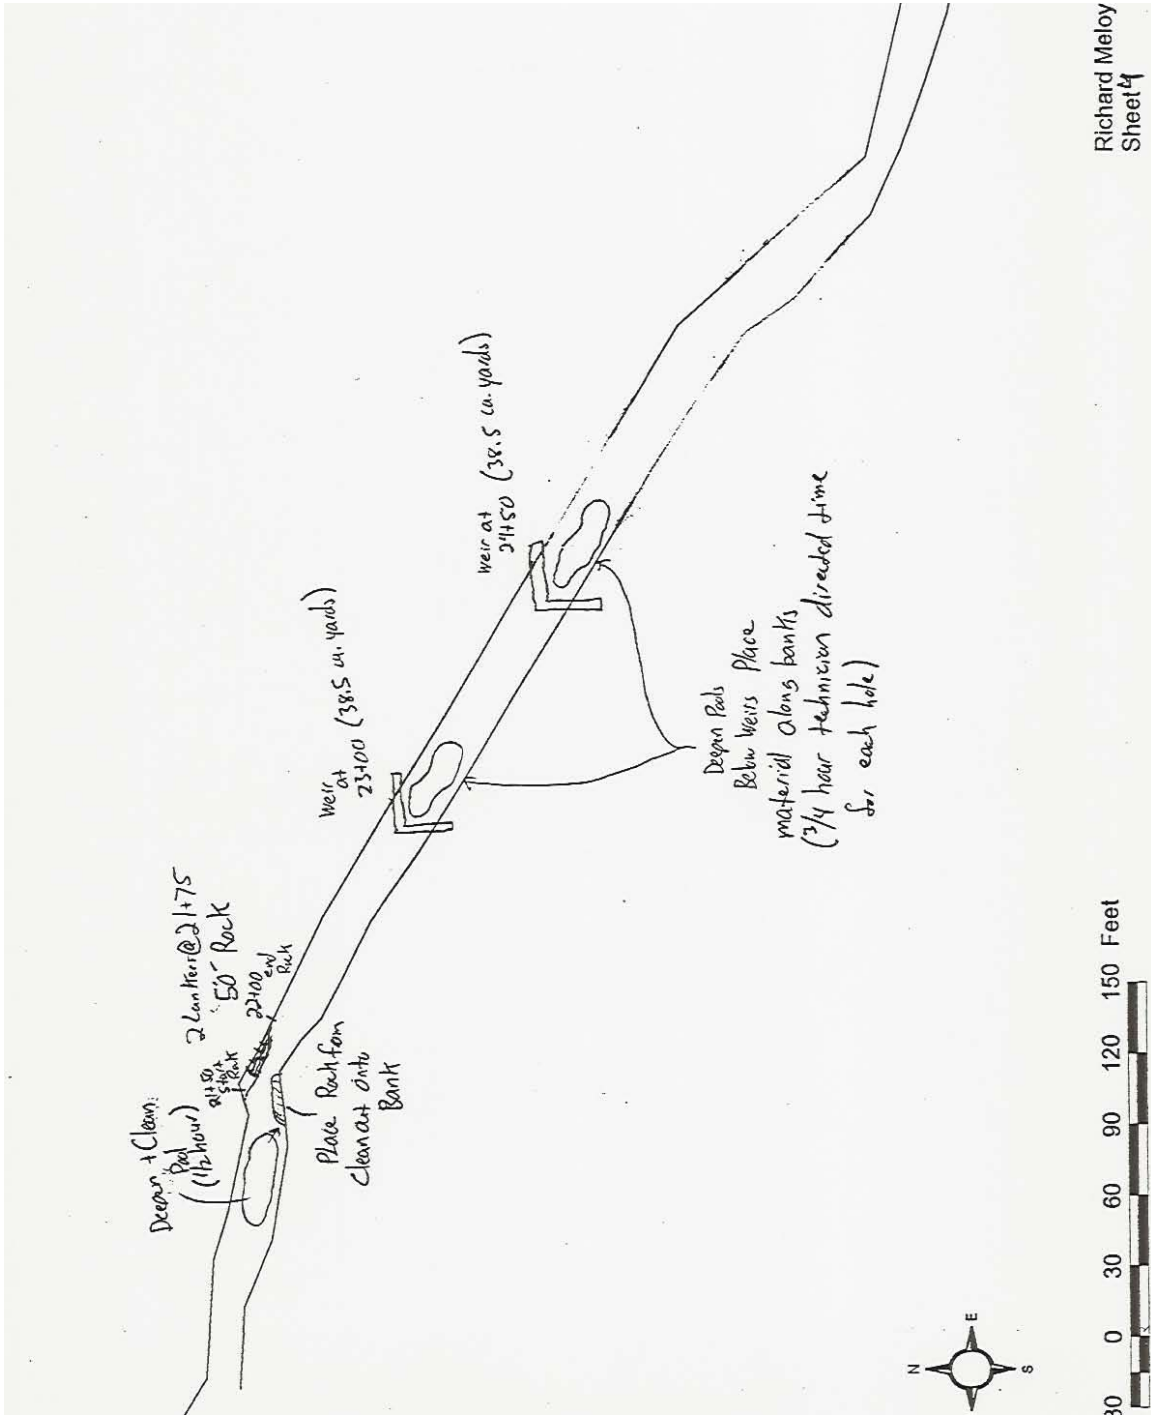 Richard Meloy
Sheet 4
Deepen + Clean
Pool
(1/2 hour)
21+50
Start
Rock
2 Lunkers @ 21+75
50' Rock
22+00
end
Rock
Place Rock from
Cleanout onto
Bank
Weir
at
23+00 (38.5 cu. yards)
Weir at
24+50 (38.5 cu. yards)
Deepen Pools
Below Weirs Place
material along banks
(3/4 hour technician directed time
for each hole)
N
E
S
30 0 30 60 90 120 150 Feet